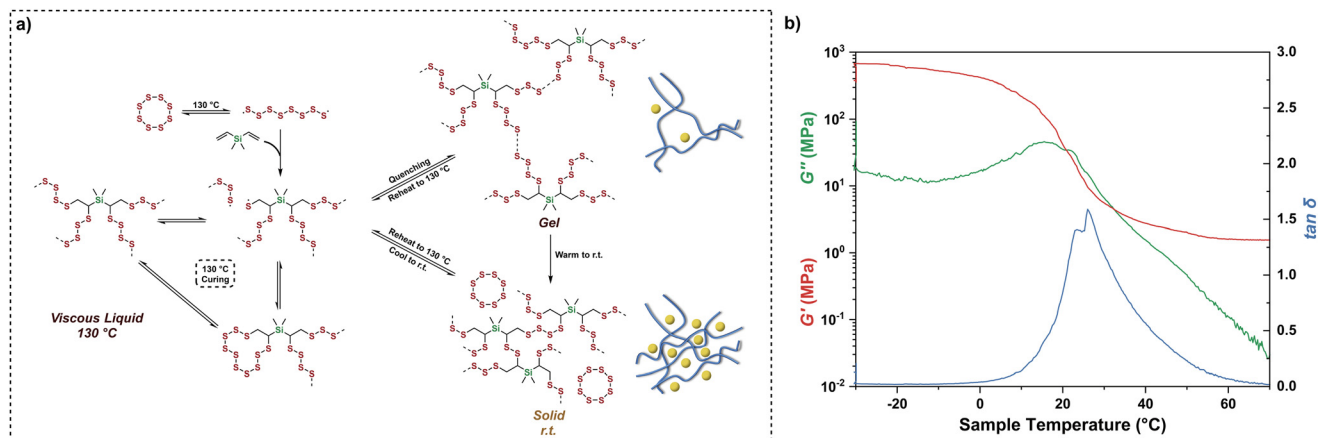 a)
130 °C
Si
Quenching
Reheat to 130 °C
Gel
Reheat to 130 °C
Cool to r.t.
Warm to r.t.
130 °C
Curing
Viscous Liquid
130 °C
Solid
r.t.
b)
G'' (MPa)
G' (MPa)
10³
10²
10¹
10⁰
10⁻¹
10⁻²
-20
0
20
40
60
Sample Temperature (°C)
3.0
2.5
2.0
1.5
1.0
0.5
0.0
tan δ